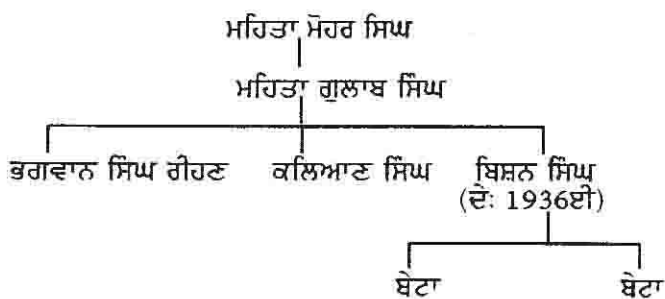 ਮਹਿਤਾ ਮੋਹਰ ਸਿਘ
ਮਹਿਤਾ ਗੁਲਾਬ ਸਿੰਘ
ਭਗਵਾਨ ਸਿੰਘ ਰੀਹਣ ਕਲਿਆਣ ਸਿੰਘ ਬਿਸ਼ਨ ਸਿੰਘ
(ਦੇ: 1936ਈ)
ਬੇਟਾ ਬੇਟਾ